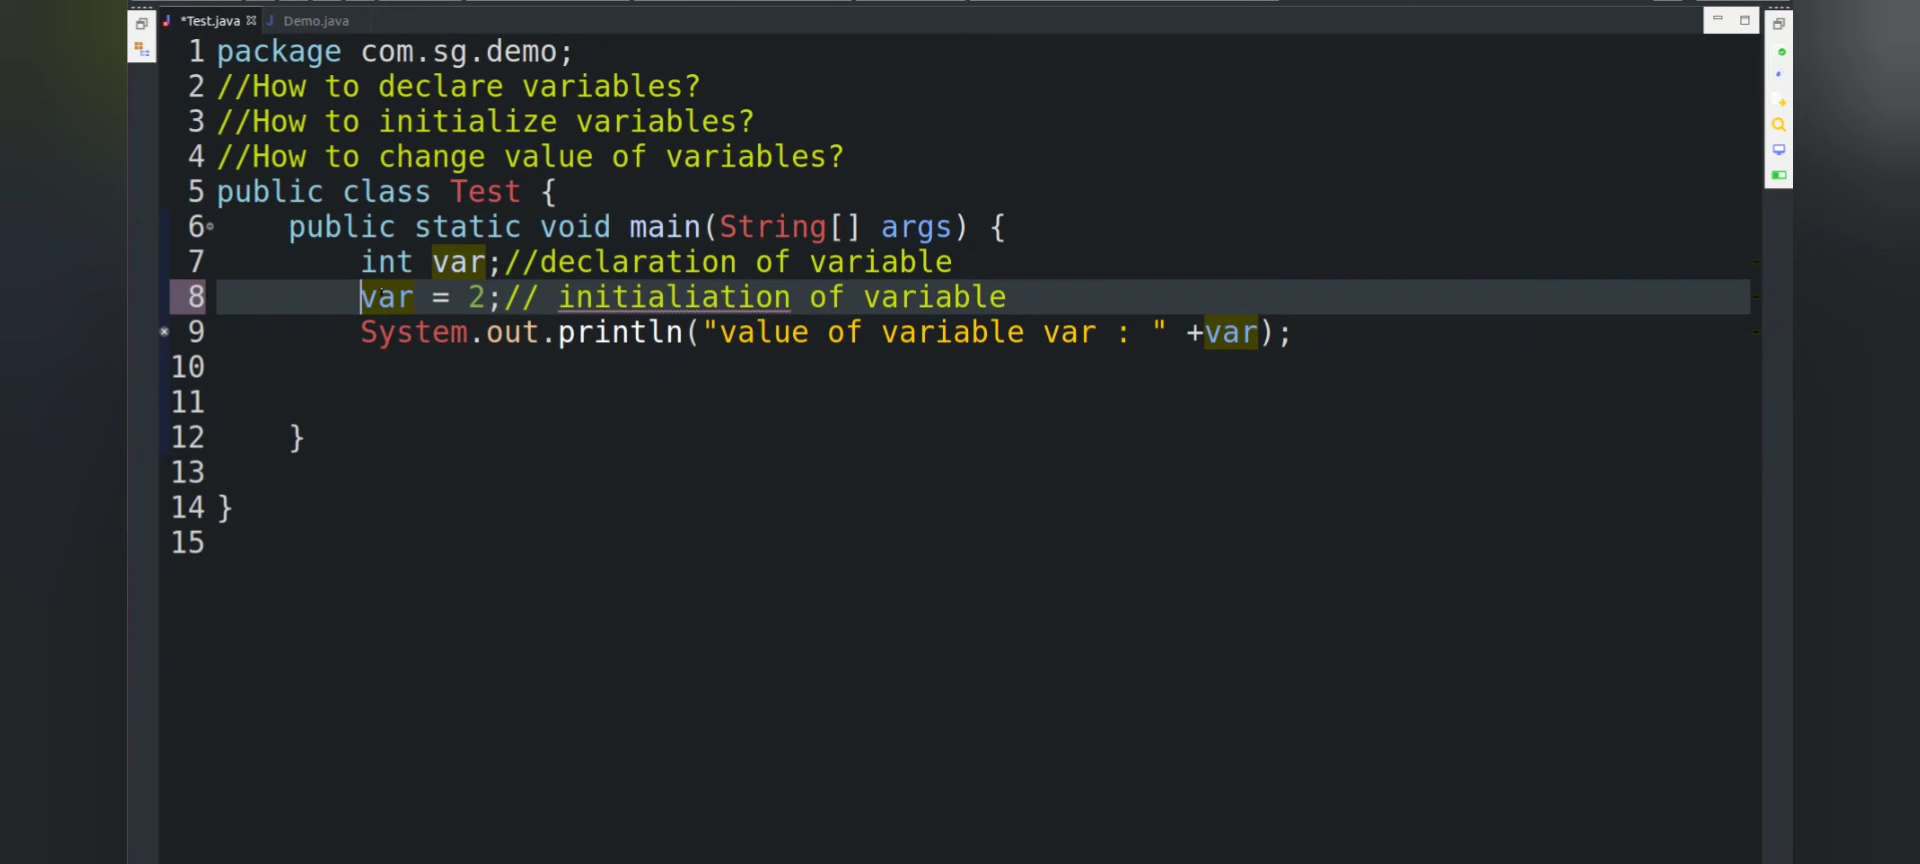 *Test.java Demo.java
1 package com.sg.demo;
2 //How to declare variables?
3 //How to initialize variables?
4 //How to change value of variables?
5 public class Test {
6 public static void main(String[] args) {
7 int var;//declaration of variable
8 var = 2;// initialiation of variable
9 System.out.println("value of variable var : " +var);
10
11
12 }
13
14 }
15